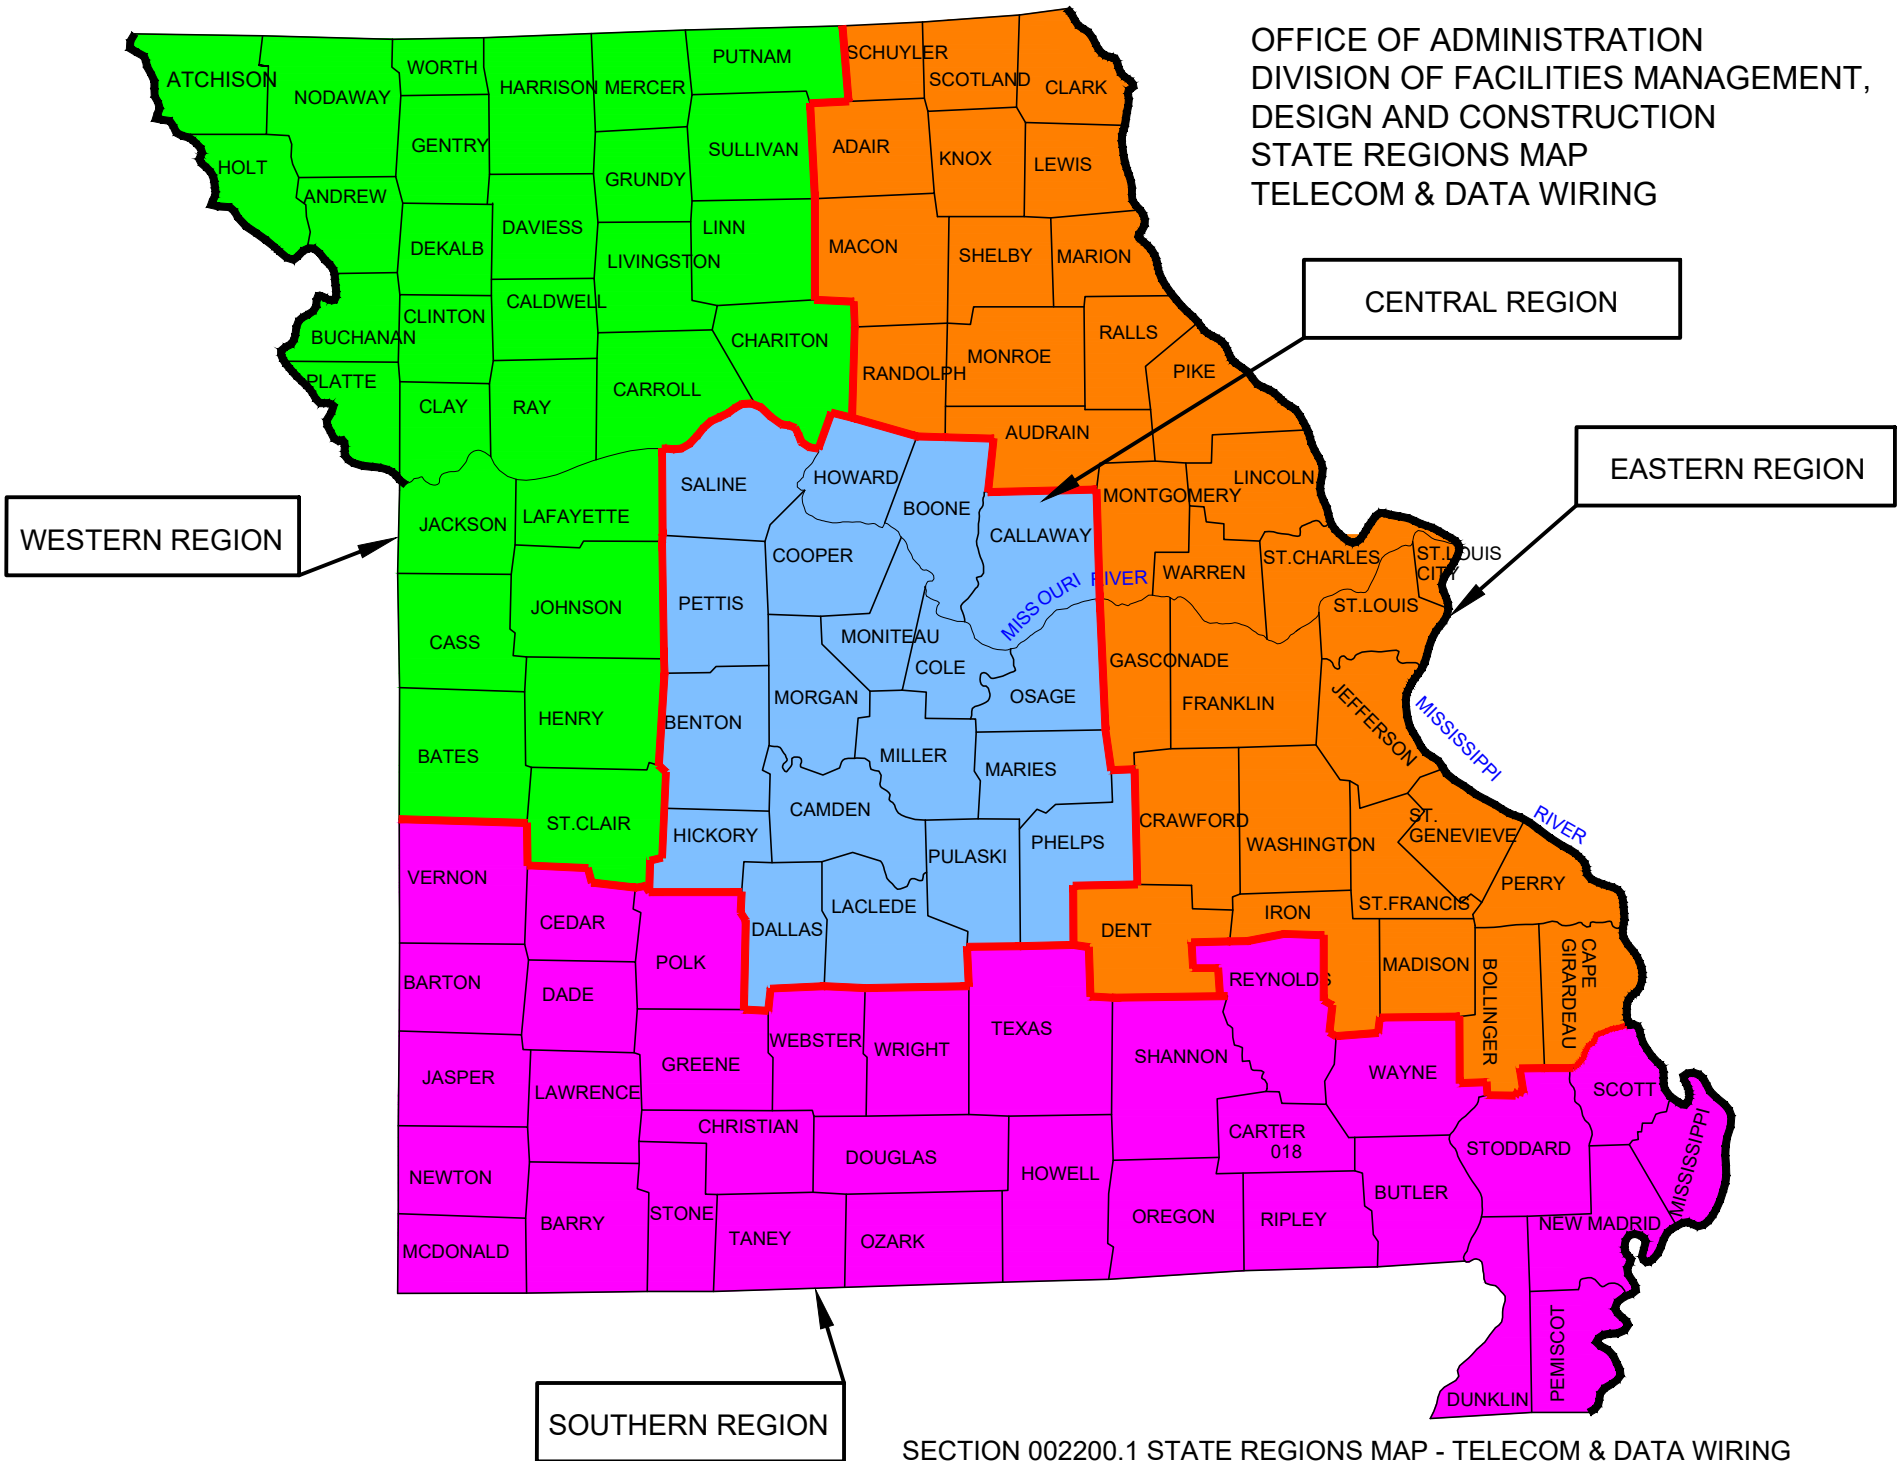 OFFICE OF ADMINISTRATION
DIVISION OF FACILITIES MANAGEMENT,
DESIGN AND CONSTRUCTION
STATE REGIONS MAP
TELECOM & DATA WIRING
CENTRAL REGION
EASTERN REGION
WESTERN REGION
SOUTHERN REGION
ATCHISON
NODAWAY
WORTH
HARRISON
MERCER
PUTNAM
SCHUYLER
SCOTLAND
CLARK
HOLT
ANDREW
GENTRY
GRUNDY
SULLIVAN
ADAIR
KNOX
LEWIS
DEKALB
DAVIESS
LIVINGSTON
LINN
MACON
SHELBY
MARION
BUCHANAN
CLINTON
CALDWELL
CHARITON
RANDOLPH
MONROE
RALLS
PIKE
PLATTE
CLAY
RAY
CARROLL
AUDRAIN
SALINE
HOWARD
BOONE
CALLAWAY
MONTGOMERY
LINCOLN
JACKSON
LAFAYETTE
COOPER
WARREN
ST.CHARLES
ST.LOUIS
CITY
MISSOURI RIVER
JOHNSON
PETTIS
MONITEAU
COLE
ST.LOUIS
CASS
GASCONADE
FRANKLIN
JEFFERSON
MISSISSIPPI
RIVER
HENRY
BENTON
MORGAN
OSAGE
BATES
MILLER
MARIES
ST.CLAIR
HICKORY
CAMDEN
PULASKI
PHELPS
CRAWFORD
WASHINGTON
ST.
GENEVIEVE
VERNON
CEDAR
DALLAS
LACLEDE
DENT
IRON
ST.FRANCIS
PERRY
BARTON
DADE
POLK
REYNOLDS
MADISON
BOLLINGER
CAPE
GIRARDEAU
JASPER
LAWRENCE
GREENE
WEBSTER
WRIGHT
TEXAS
SHANNON
WAYNE
SCOTT
NEWTON
CHRISTIAN
DOUGLAS
HOWELL
CARTER
018
STODDARD
MISSISSIPPI
MCDONALD
BARRY
STONE
TANEY
OZARK
OREGON
RIPLEY
BUTLER
NEW MADRID
DUNKLIN
PEMISCOT
SECTION 002200.1 STATE REGIONS MAP - TELECOM & DATA WIRING